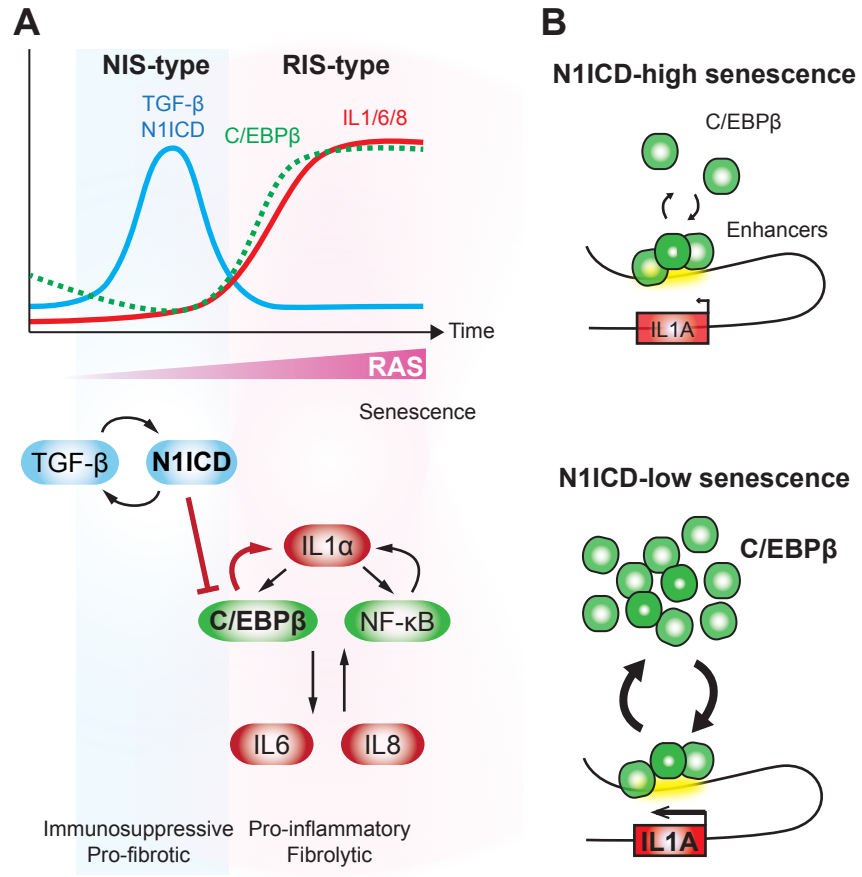 A
NIS-type
RIS-type
TGF-β
N1ICD
C/EBPβ
IL1/6/8
Time
RAS
Senescence
TGF-β
N1ICD
IL1α
C/EBPβ
NF-κB
IL6
IL8
Immunosuppressive
Pro-fibrotic
Pro-inflammatory
Fibrolytic
B
N1ICD-high senescence
C/EBPβ
Enhancers
IL1A
N1ICD-low senescence
C/EBPβ
IL1A